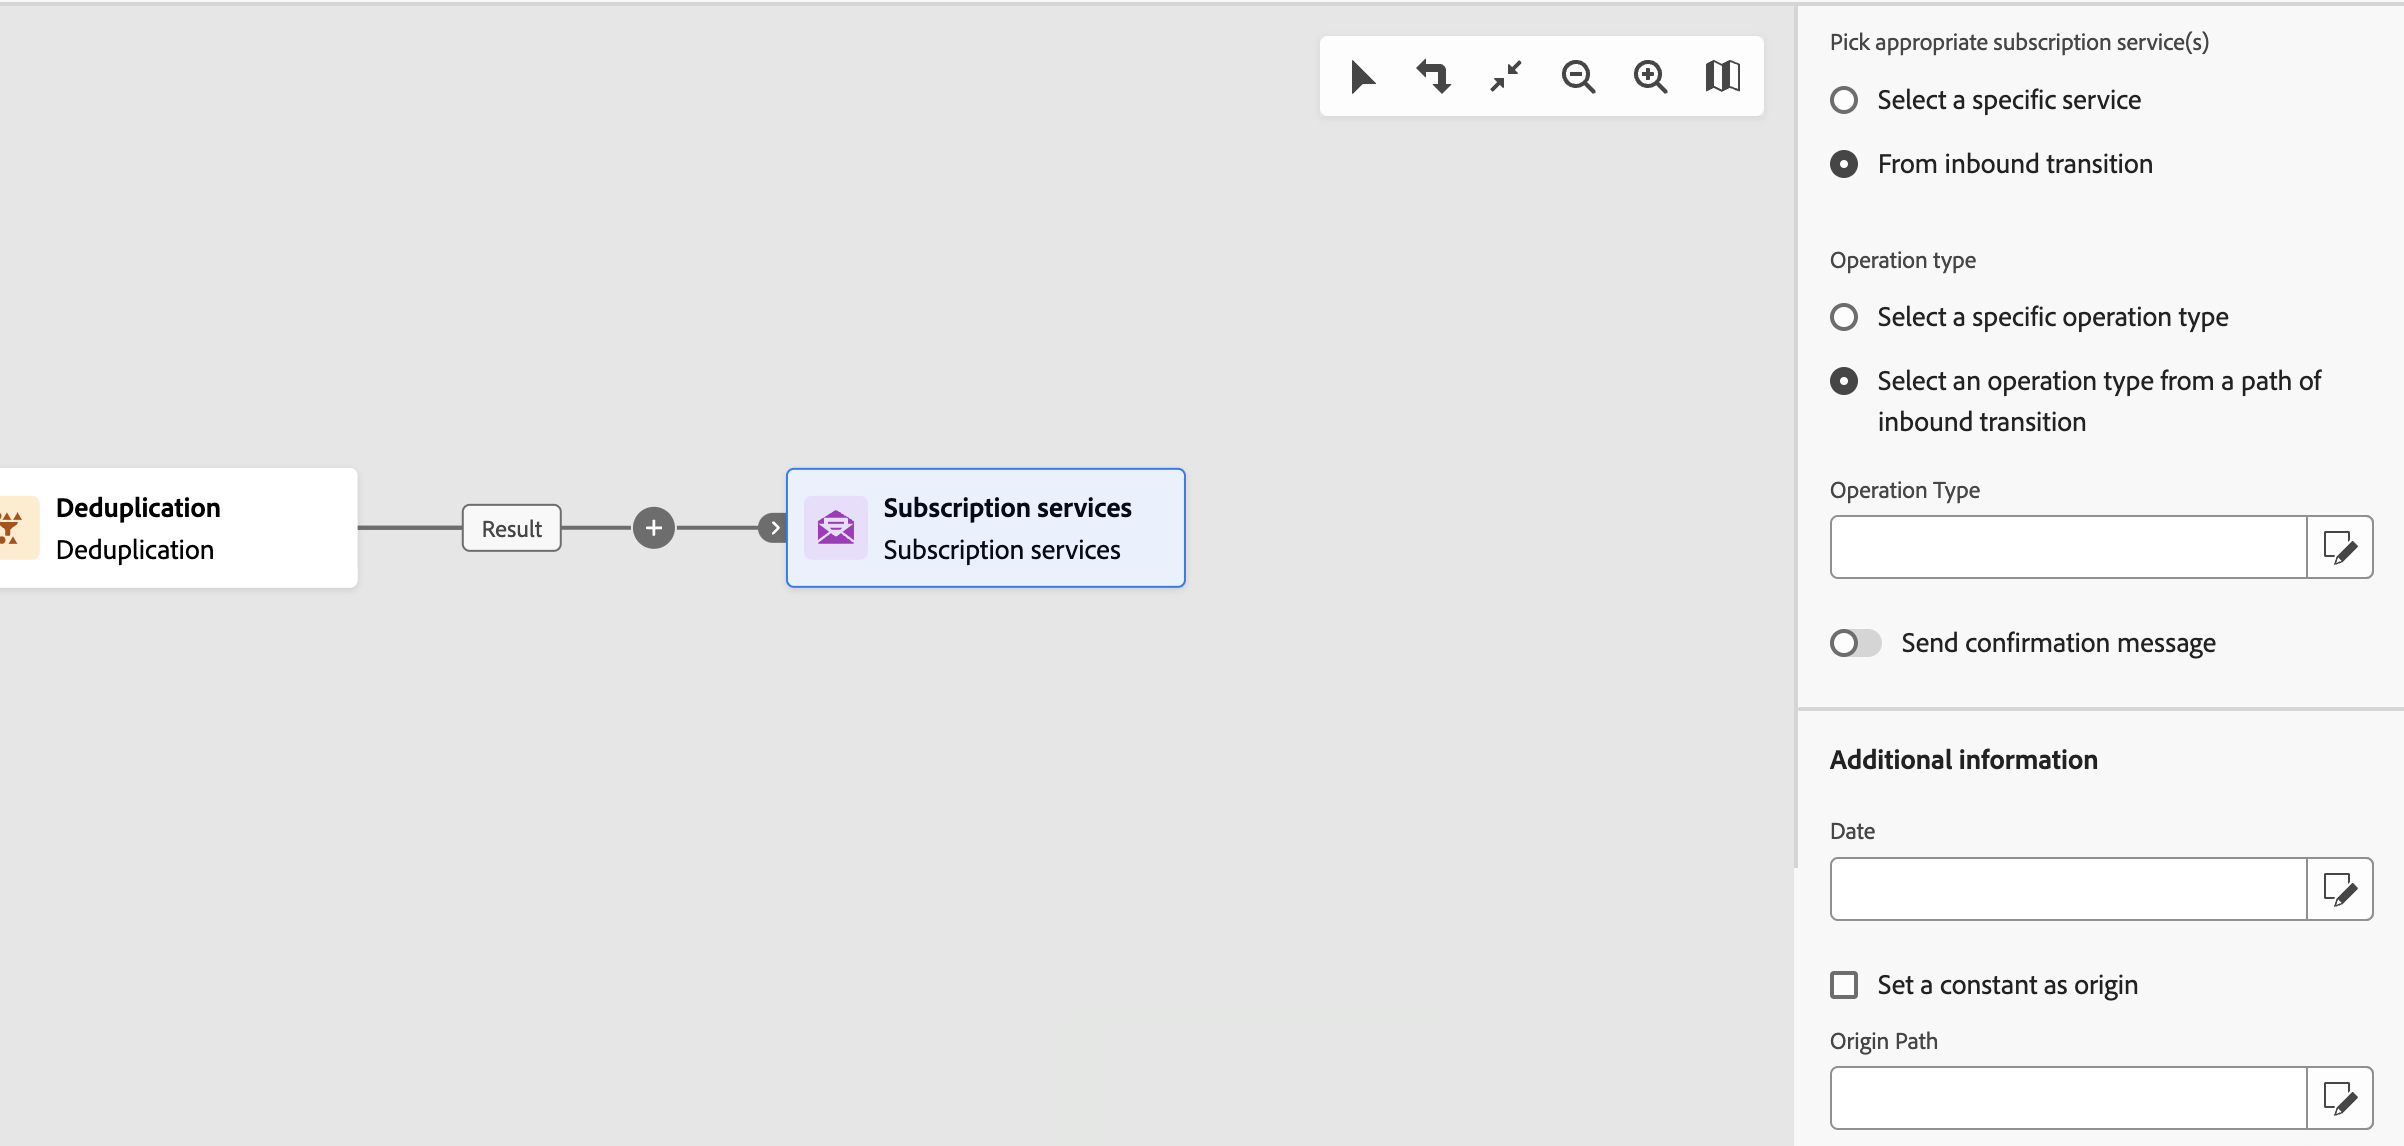 Deduplication
Deduplication
Result
Subscription services
Subscription services
Pick appropriate subscription service(s)
Select a specific service
From inbound transition
Operation type
Select a specific operation type
Select an operation type from a path of
inbound transition
Operation Type
Send confirmation message
Additional information
Date
Set a constant as origin
Origin Path